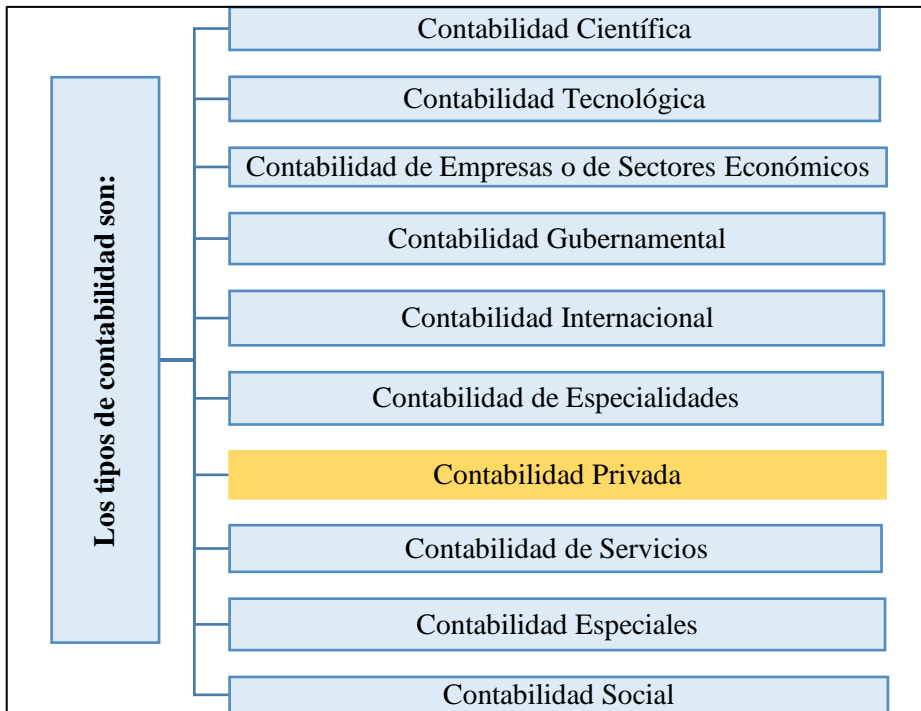 Los tipos de contabilidad son:
Contabilidad Científica
Contabilidad Tecnológica
Contabilidad de Empresas o de Sectores Económicos
Contabilidad Gubernamental
Contabilidad Internacional
Contabilidad de Especialidades
Contabilidad Privada
Contabilidad de Servicios
Contabilidad Especiales
Contabilidad Social